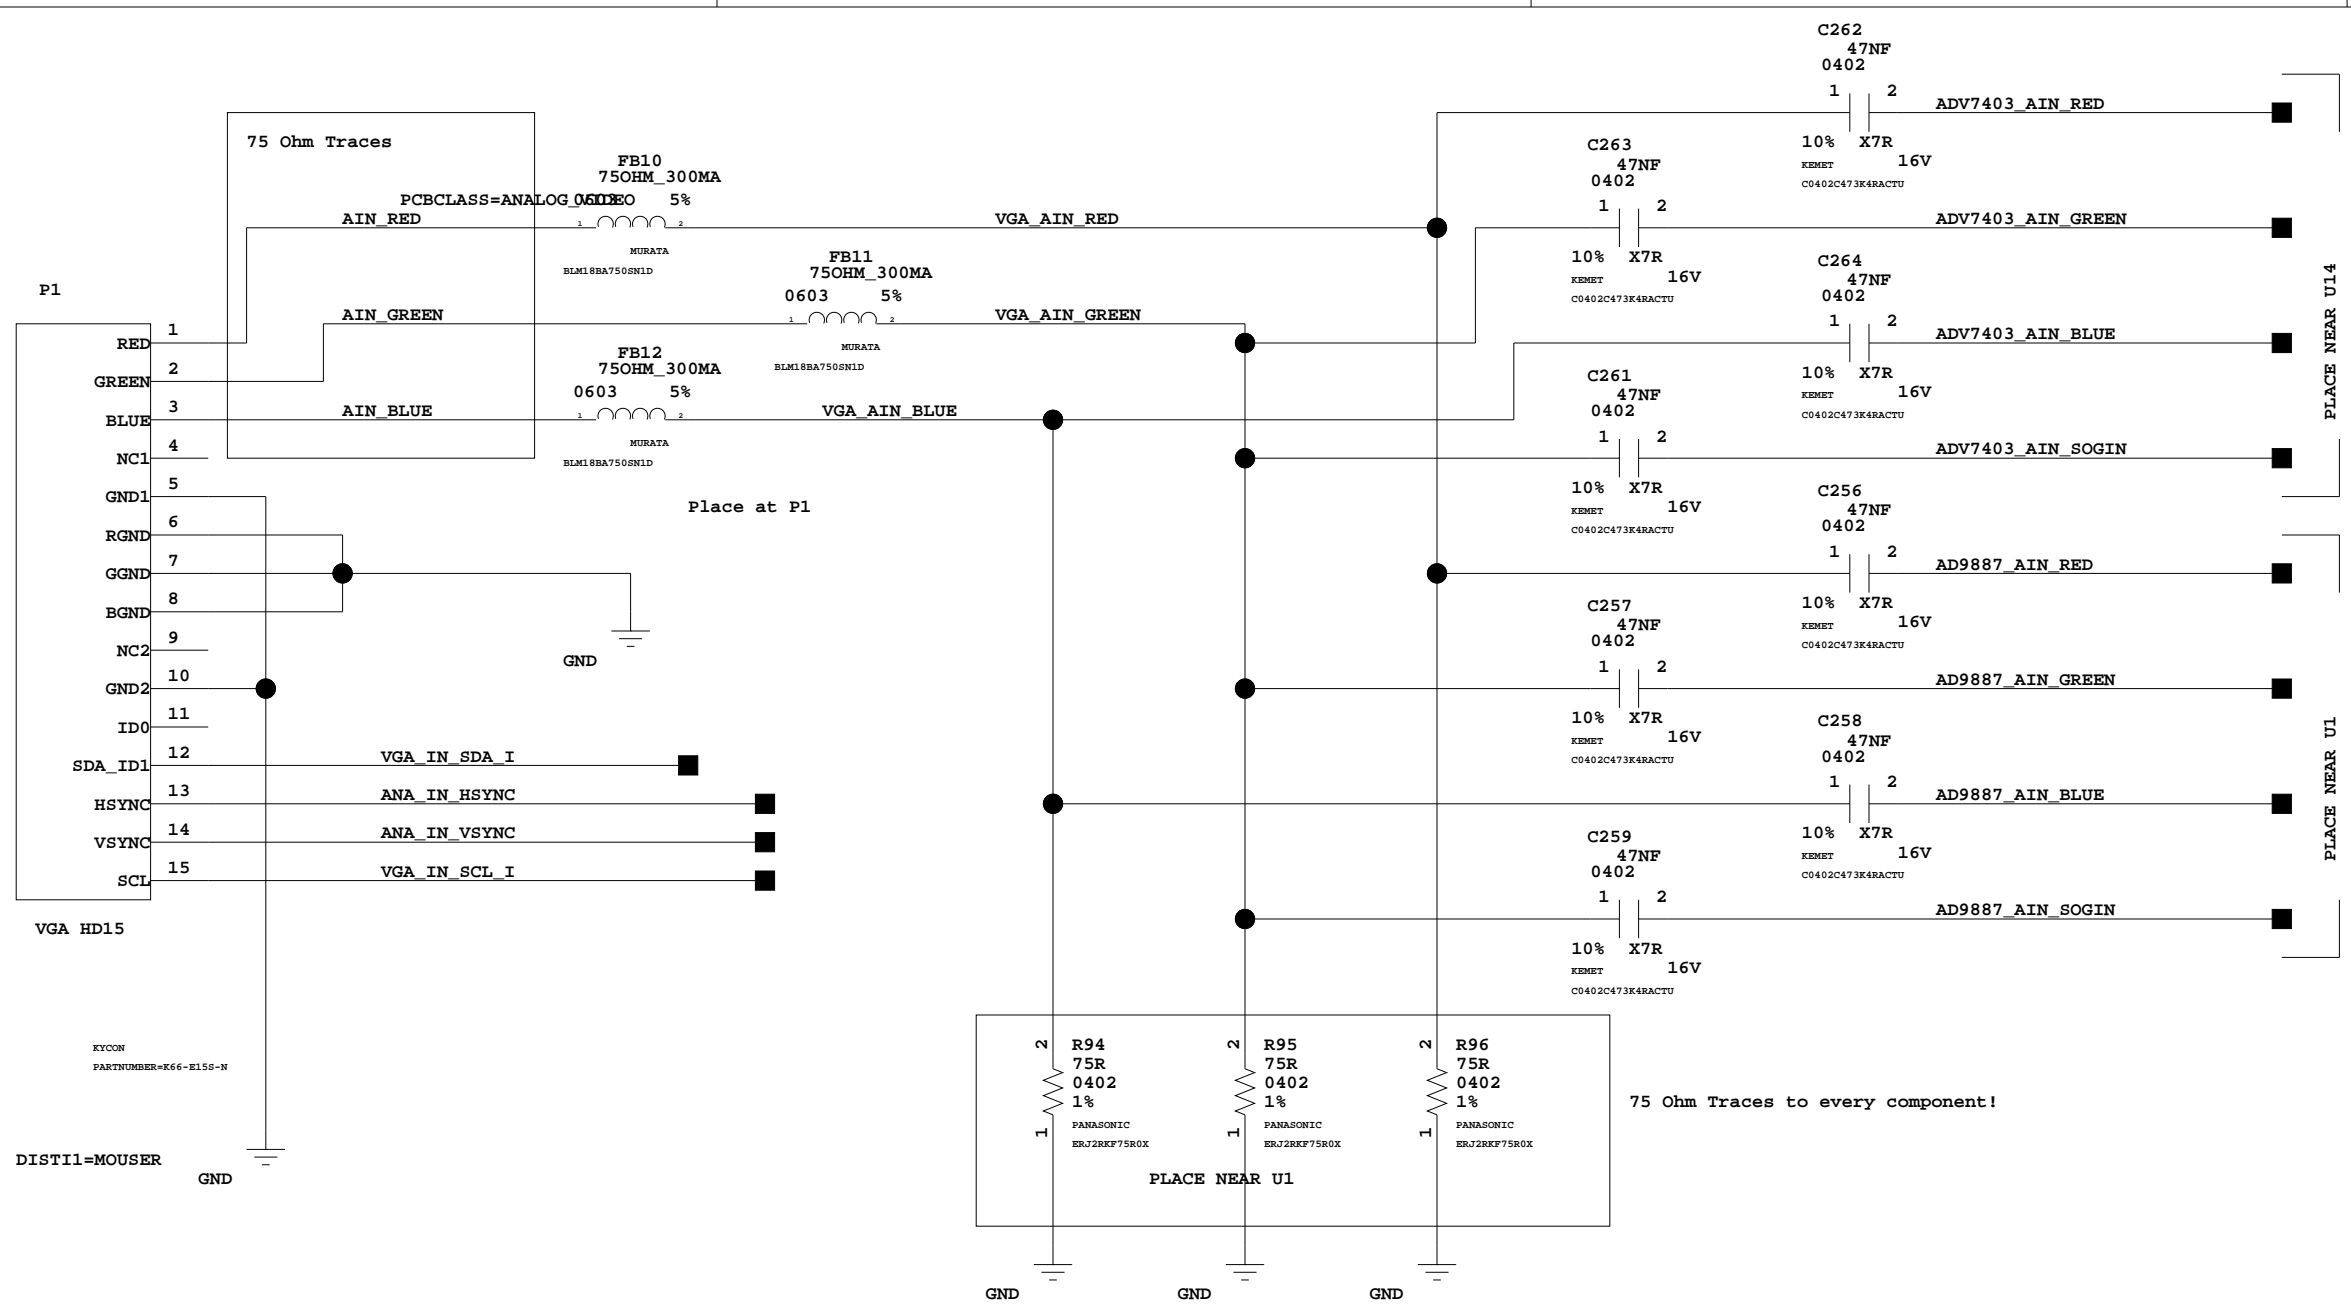 C262
47NF
0402
1 2
ADV7403_AIN_RED
10% X7R
16V
KEMET
C0402C473K4RACTU
75 Ohm Traces
FB10
75OHM_300MA
PCBCLASS=ANALOG_VIDEO
0603 5%
AIN_RED
1 2
VGA_AIN_RED
MURATA
BLM18BA750SN1D
C263
47NF
0402
1 2
ADV7403_AIN_GREEN
10% X7R
16V
KEMET
C0402C473K4RACTU
FB11
75OHM_300MA
0603 5%
AIN_GREEN
1 2
VGA_AIN_GREEN
MURATA
BLM18BA750SN1D
C264
47NF
0402
1 2
ADV7403_AIN_BLUE
10% X7R
16V
KEMET
C0402C473K4RACTU
PLACE NEAR U14
FB12
75OHM_300MA
0603 5%
AIN_BLUE
1 2
VGA_AIN_BLUE
MURATA
BLM18BA750SN1D
C261
47NF
0402
1 2
ADV7403_AIN_SOGIN
10% X7R
16V
KEMET
C0402C473K4RACTU
Place at P1
P1
RED 1
GREEN 2
BLUE 3
NC1 4
GND1 5
RGND 6
GGND 7
BGND 8
NC2 9
GND2 10
ID0 11
SDA_ID1 12
HSYNC 13
VSYNC 14
SCL 15
VGA HD15
GND
VGA_IN_SDA_I
ANA_IN_HSYNC
ANA_IN_VSYNC
VGA_IN_SCL_I
C256
47NF
0402
1 2
AD9887_AIN_RED
10% X7R
16V
KEMET
C0402C473K4RACTU
C257
47NF
0402
1 2
AD9887_AIN_GREEN
10% X7R
16V
KEMET
C0402C473K4RACTU
C258
47NF
0402
1 2
AD9887_AIN_BLUE
10% X7R
16V
KEMET
C0402C473K4RACTU
PLACE NEAR U1
C259
47NF
0402
1 2
AD9887_AIN_SOGIN
10% X7R
16V
KEMET
C0402C473K4RACTU
KYCON
PARTNUMBER=K66-E15S-N
DISTI1=MOUSER
GND
2
R94
75R
0402
1%
1
PANASONIC
ERJ2RKF75R0X
2
R95
75R
0402
1%
1
PANASONIC
ERJ2RKF75R0X
2
R96
75R
0402
1%
1
PANASONIC
ERJ2RKF75R0X
PLACE NEAR U1
75 Ohm Traces to every component!
GND
GND
GND